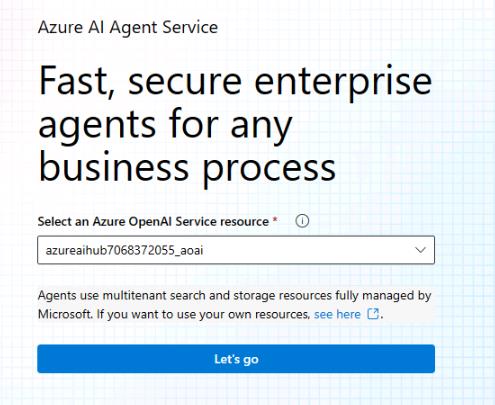 Azure AI Agent Service
Fast, secure enterprise
agents for any
business process
Select an Azure OpenAI Service resource *
azureaihub7068372055_aoai
Agents use multitenant search and storage resources fully managed by
Microsoft. If you want to use your own resources, see here.
Let's go